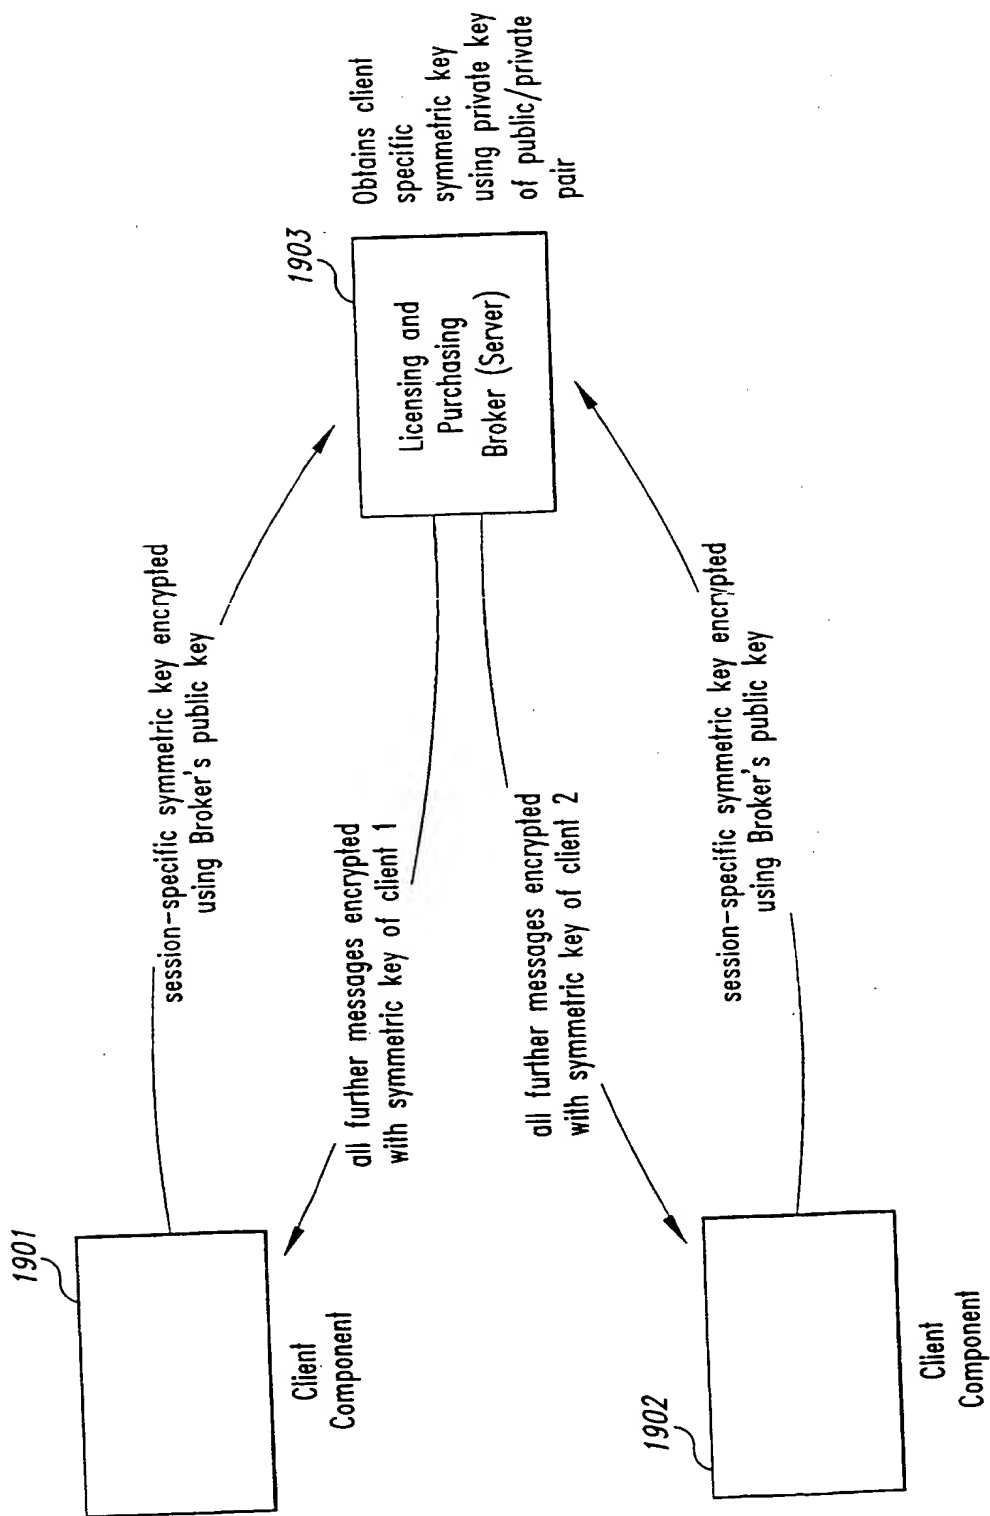 1901
Client
Component
session-specific symmetric key encrypted
using Broker's public key
all further messages encrypted
with symmetric key of client 1
1903
Licensing and
Purchasing
Broker (Server)
Obtains client
specific
symmetric key
using private key
of public/private
pair
all further messages encrypted
with symmetric key of client 2
1902
Client
Component
session-specific symmetric key encrypted
using Broker's public key